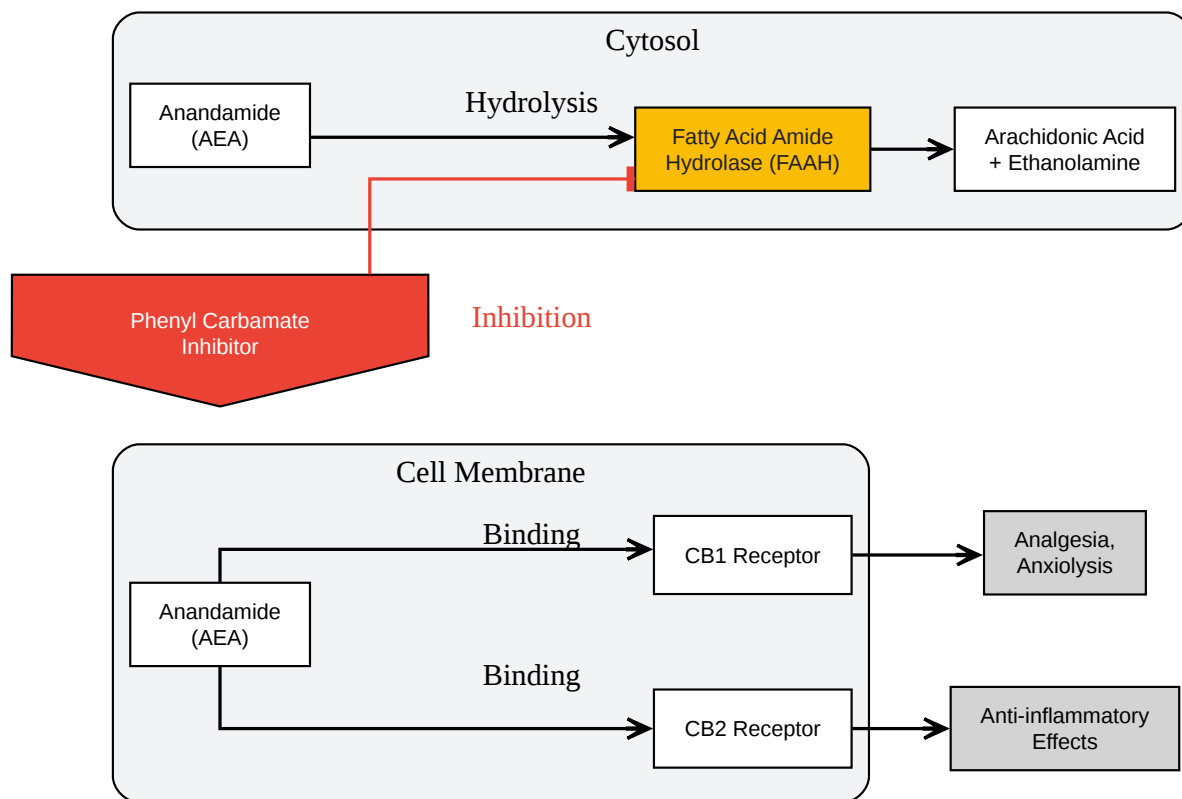 Cytosol
Anandamide
(AEA)
Hydrolysis
Fatty Acid Amide
Hydrolase (FAAH)
Arachidonic Acid
+ Ethanolamine
Phenyl Carbamate
Inhibitor
Inhibition
Cell Membrane
Anandamide
(AEA)
Binding
CB1 Receptor
Analgesia,
Anxiolysis
Binding
CB2 Receptor
Anti-inflammatory
Effects